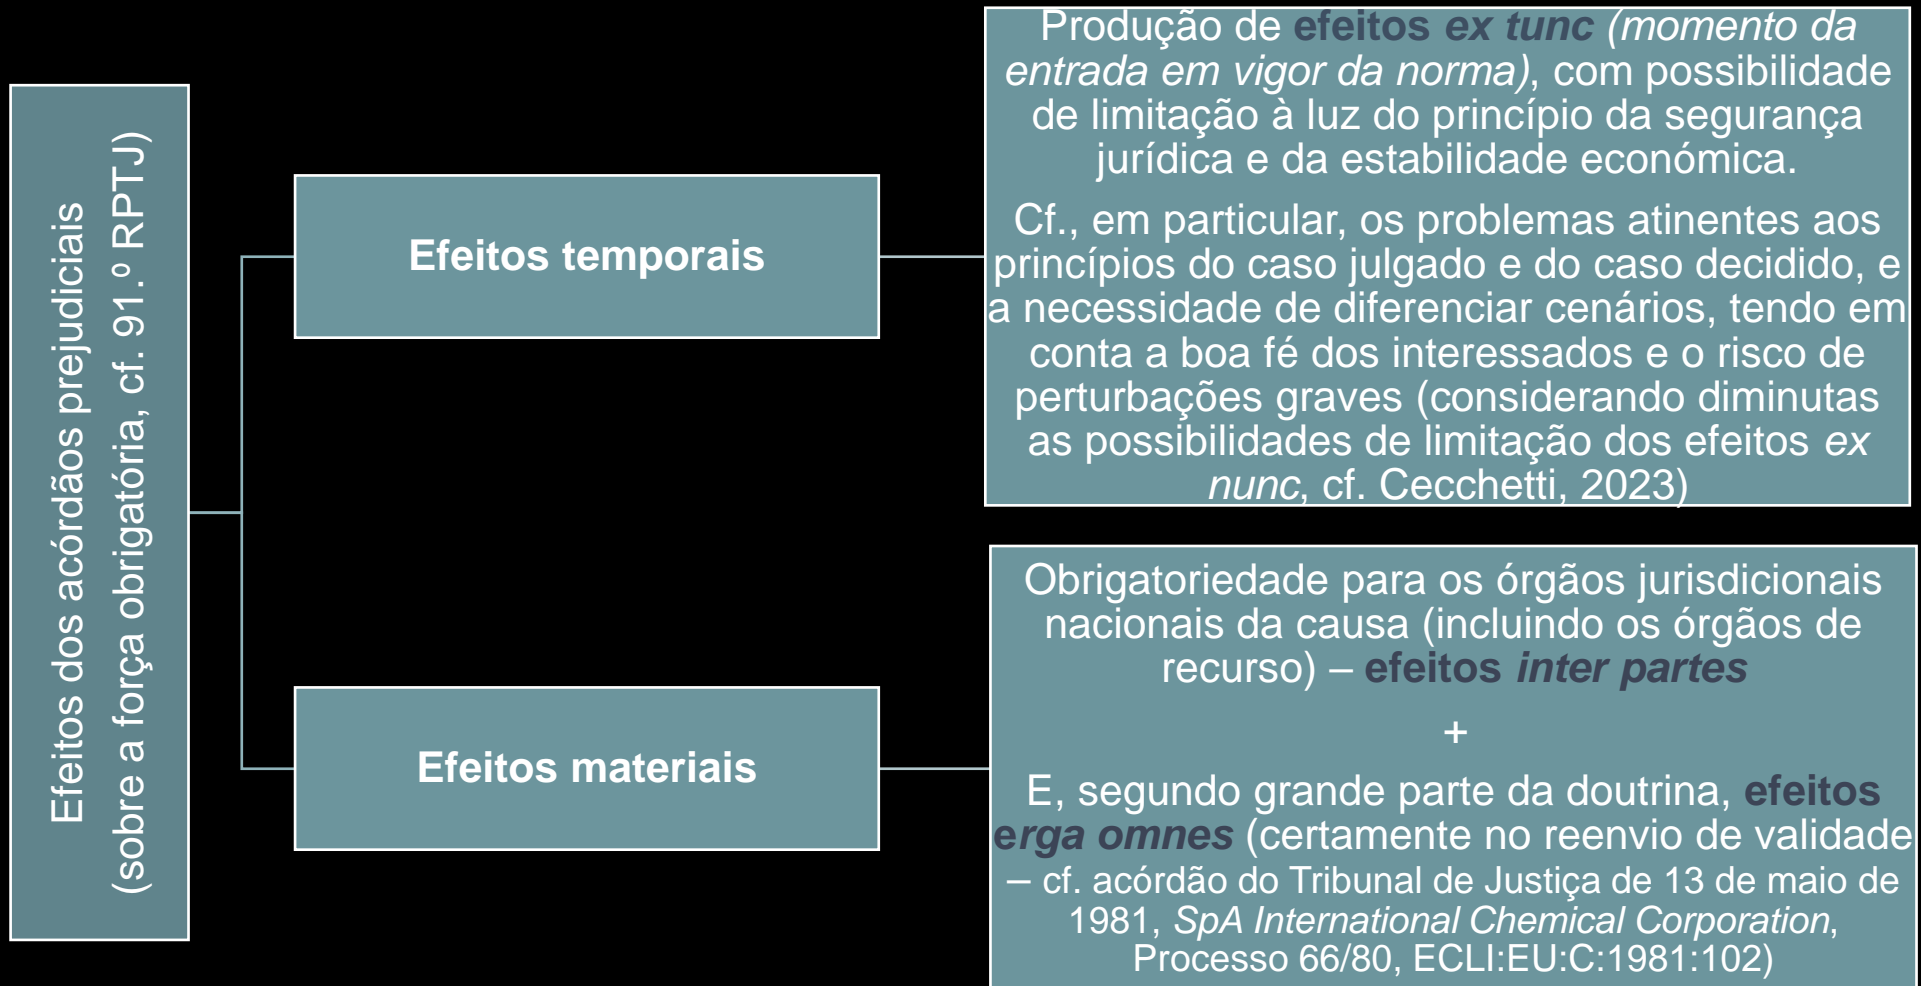 Efeitos dos acórdãos prejudiciais
(sobre a força obrigatória, cf. 91.º RPTJ)
Efeitos temporais
Produção de efeitos ex tunc (momento da
entrada em vigor da norma), com possibilidade
de limitação à luz do princípio da segurança
jurídica e da estabilidade económica.
Cf., em particular, os problemas atinentes aos
princípios do caso julgado e do caso decidido, e
a necessidade de diferenciar cenários, tendo em
conta a boa fé dos interessados e o risco de
perturbações graves (considerando diminutas
as possibilidades de limitação dos efeitos ex
nunc, cf. Cecchetti, 2023)
Efeitos materiais
Obrigatoriedade para os órgãos jurisdicionais
nacionais da causa (incluindo os órgãos de
recurso) – efeitos inter partes
+
E, segundo grande parte da doutrina, efeitos
erga omnes (certamente no reenvio de validade
– cf. acórdão do Tribunal de Justiça de 13 de maio de
1981, SpA International Chemical Corporation,
Processo 66/80, ECLI:EU:C:1981:102)